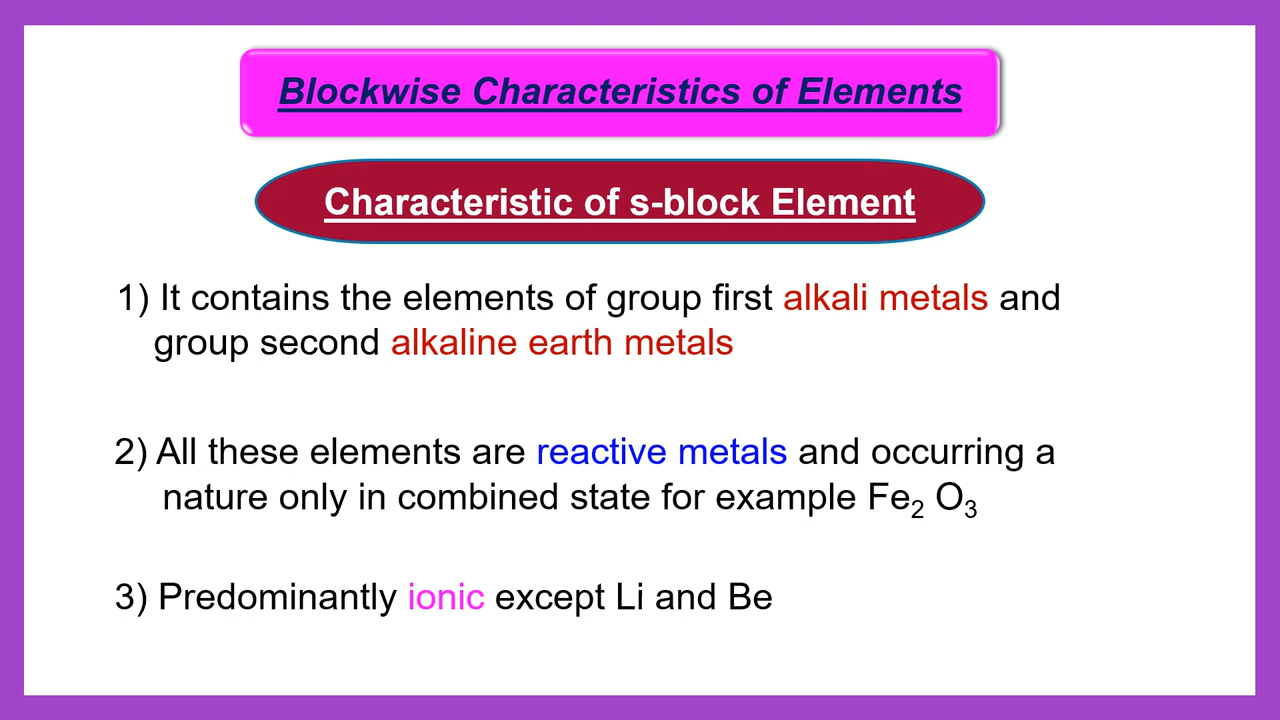 Blockwise Characteristics of Elements
Characteristic of s-block Element
1) It contains the elements of group first alkali metals and
group second alkaline earth metals
2) All these elements are reactive metals and occurring a
nature only in combined state for example Fe₂ O₃
3) Predominantly ionic except Li and Be